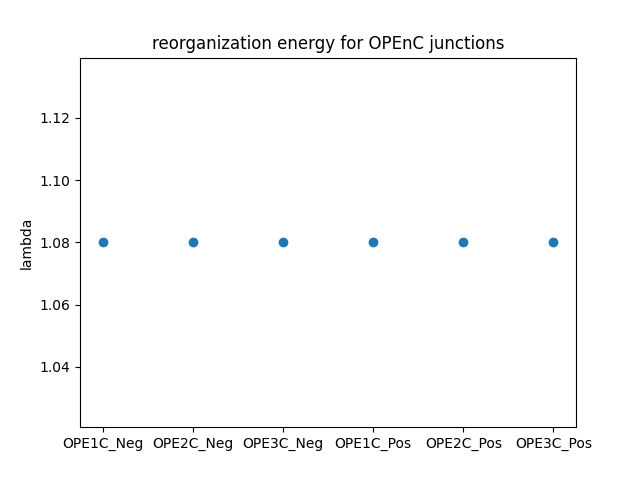 reorganization energy for OPEnC junctions
1.12
1.10
1.08
1.06
1.04
lambda
OPE1C_Neg OPE2C_Neg OPE3C_Neg OPE1C_Pos OPE2C_Pos OPE3C_Pos